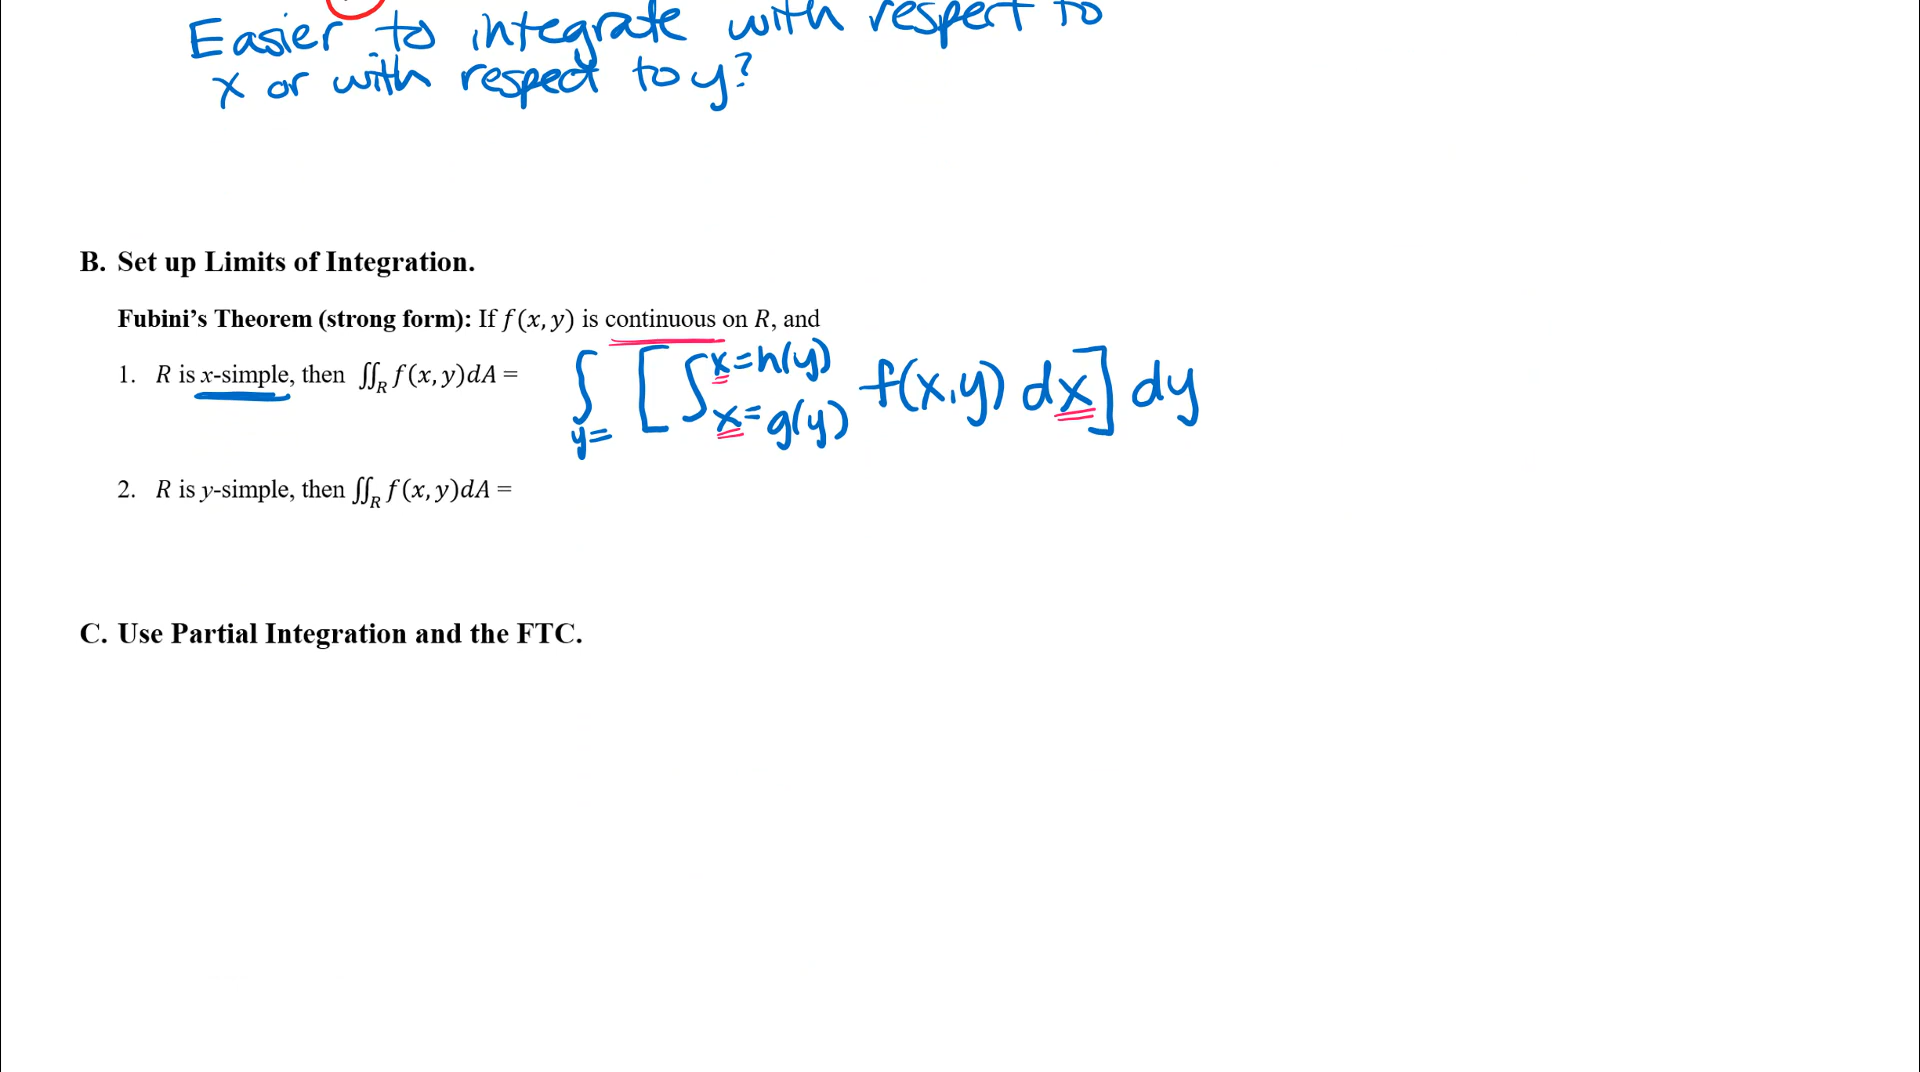 Easier to integrate with respect to
x or with respect to y?
B. Set up Limits of Integration.
Fubini’s Theorem (strong form): If f(x, y) is continuous on R, and
1. R is x-simple, then ∬_R f(x, y)dA = ∫_{y=} [∫_{x=g(y)}^{x=h(y)} f(x,y) dx] dy
2. R is y-simple, then ∬_R f(x, y)dA =
C. Use Partial Integration and the FTC.